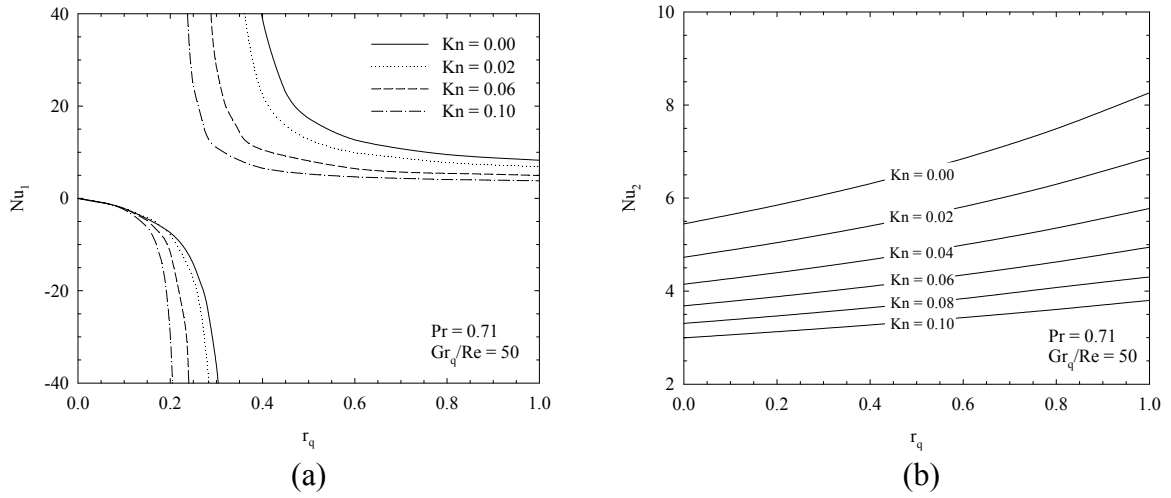 40
20
0
-20
-40
Nu1
0.0 0.2 0.4 0.6 0.8 1.0
rq
Kn = 0.00
Kn = 0.02
Kn = 0.06
Kn = 0.10
Pr = 0.71
Grq/Re = 50
(a)
10
8
6
4
2
Nu2
0.0 0.2 0.4 0.6 0.8 1.0
rq
Kn = 0.00
Kn = 0.02
Kn = 0.04
Kn = 0.06
Kn = 0.08
Kn = 0.10
Pr = 0.71
Grq/Re = 50
(b)